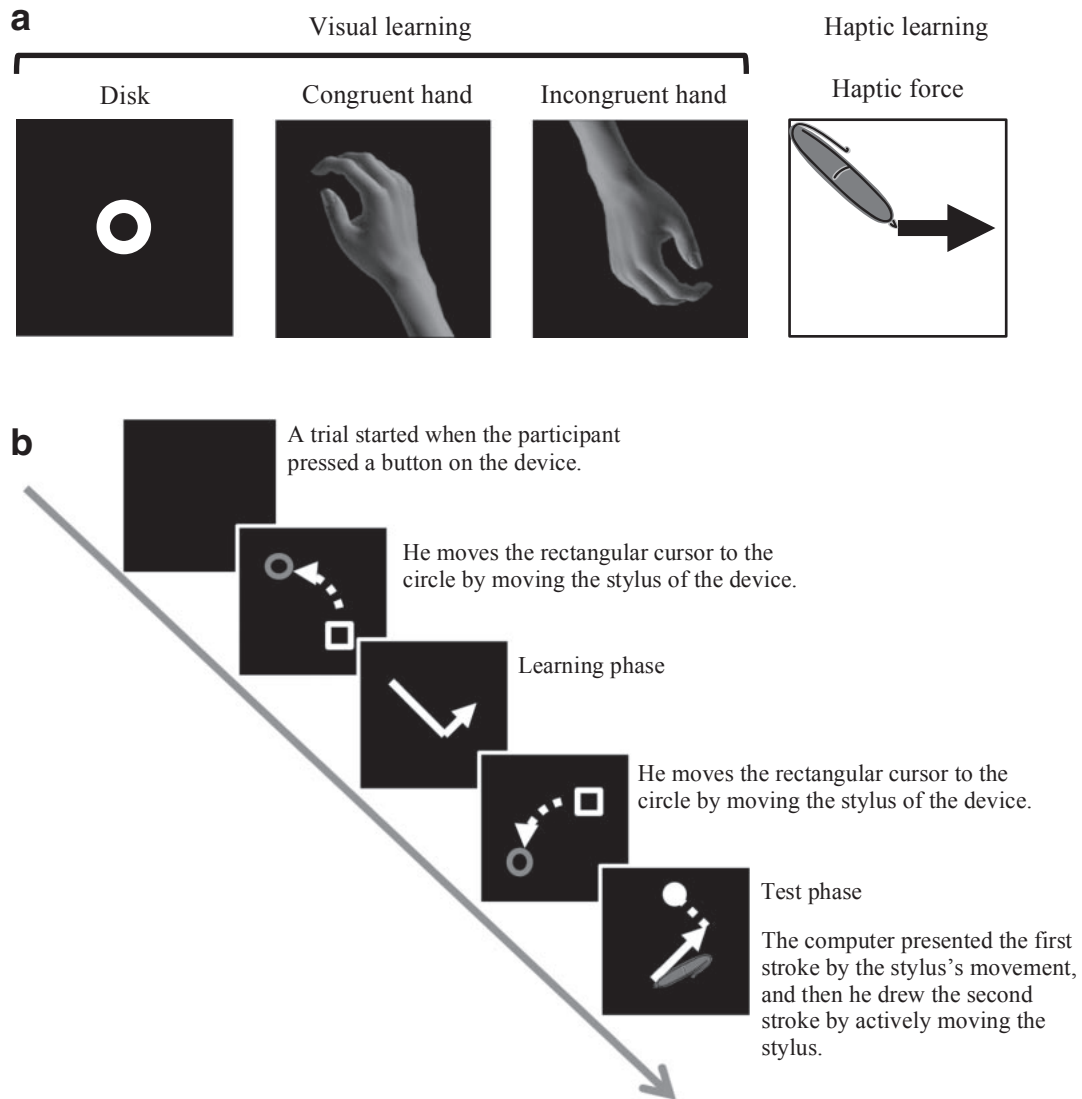 a
Visual learning
Haptic learning
Disk
Congruent hand
Incongruent hand
Haptic force
b
A trial started when the participant
pressed a button on the device.
He moves the rectangular cursor to the
circle by moving the stylus of the device.
Learning phase
He moves the rectangular cursor to the
circle by moving the stylus of the device.
Test phase
The computer presented the first
stroke by the stylus’s movement,
and then he drew the second
stroke by actively moving the
stylus.